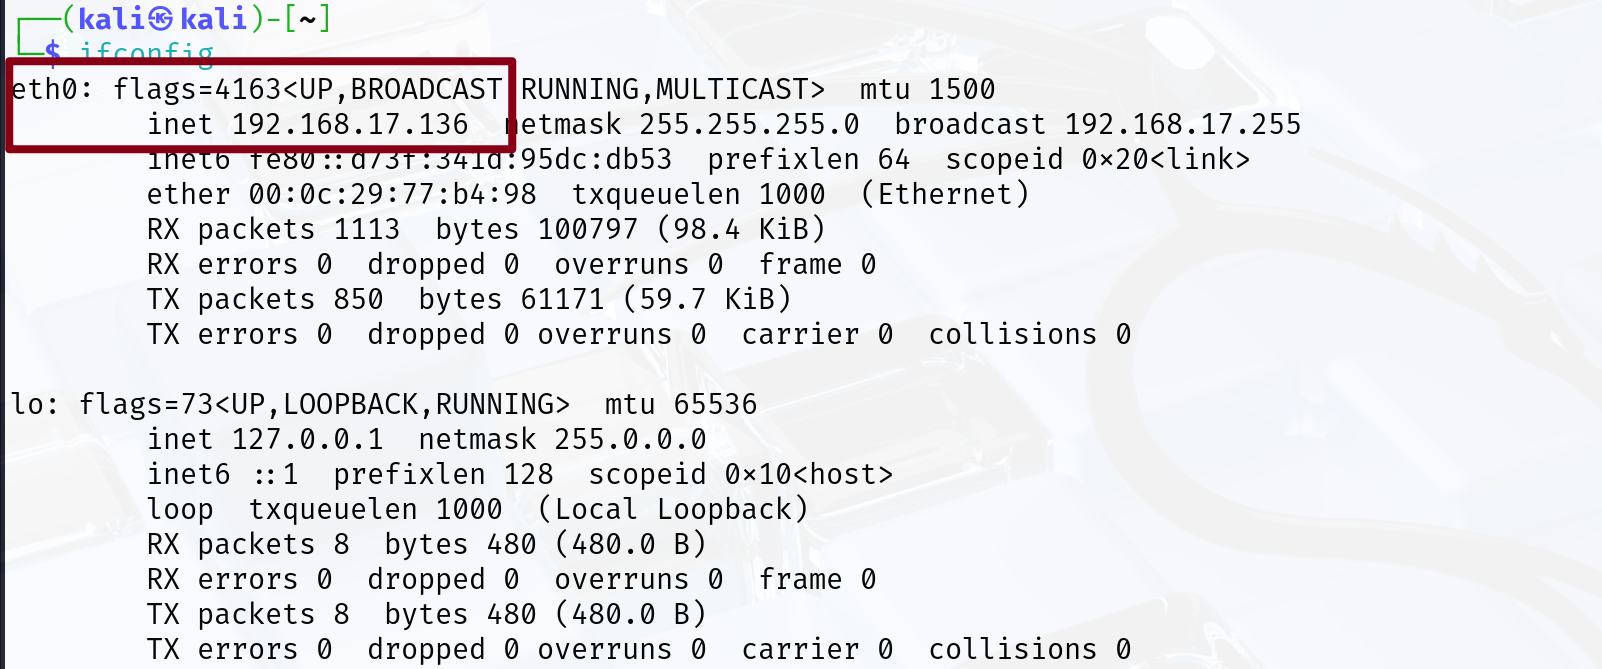 ┌──(kali㉿kali)-[~]
└─$ ifconfig
eth0: flags=4163<UP,BROADCAST,RUNNING,MULTICAST>  mtu 1500
        inet 192.168.17.136  netmask 255.255.255.0  broadcast 192.168.17.255
        inet6 fe80::d73f:341d:95dc:db53  prefixlen 64  scopeid 0×20<link>
        ether 00:0c:29:77:b4:98  txqueuelen 1000  (Ethernet)
        RX packets 1113  bytes 100797 (98.4 KiB)
        RX errors 0  dropped 0  overruns 0  frame 0
        TX packets 850  bytes 61171 (59.7 KiB)
        TX errors 0  dropped 0 overruns 0  carrier 0  collisions 0

lo: flags=73<UP,LOOPBACK,RUNNING>  mtu 65536
        inet 127.0.0.1  netmask 255.0.0.0
        inet6 ::1  prefixlen 128  scopeid 0×10<host>
        loop  txqueuelen 1000  (Local Loopback)
        RX packets 8  bytes 480 (480.0 B)
        RX errors 0  dropped 0  overruns 0  frame 0
        TX packets 8  bytes 480 (480.0 B)
        TX errors 0  dropped 0 overruns 0  carrier 0  collisions 0